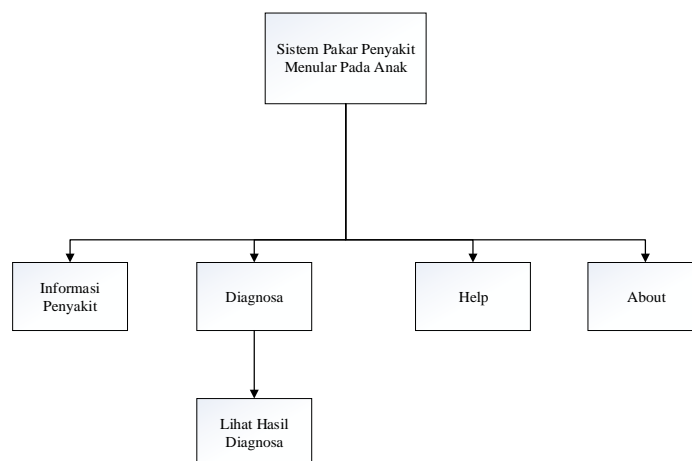 Sistem Pakar Penyakit
Menular Pada Anak
Informasi
Penyakit
Diagnosa
Help
About
Lihat Hasil
Diagnosa